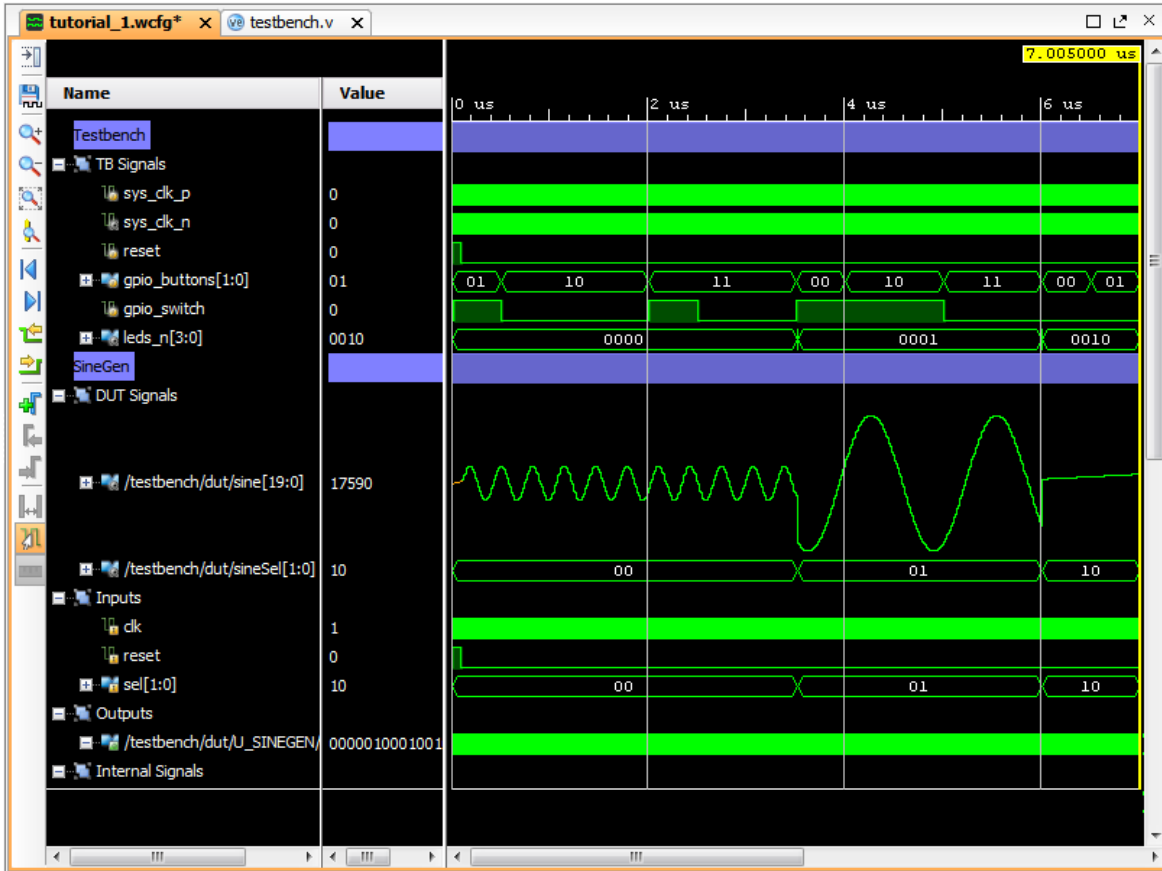 tutorial_1.wcfg* testbench.v
7.005000 us
Name Value 0 us 2 us 4 us 6 us
Testbench
TB Signals
sys_clk_p 0
sys_clk_n 0
reset 0
gpio_buttons[1:0] 01 01 10 11 00 10 11 00 01
gpio_switch 0
leds_n[3:0] 0010 0000 0001 0010
SineGen
DUT Signals
/testbench/dut/sine[19:0] 17590
/testbench/dut/sineSel[1:0] 10 00 01 10
Inputs
clk 1
reset 0
sel[1:0] 10 00 01 10
Outputs
/testbench/dut/U_SINEGEN/ 0000010001001
Internal Signals